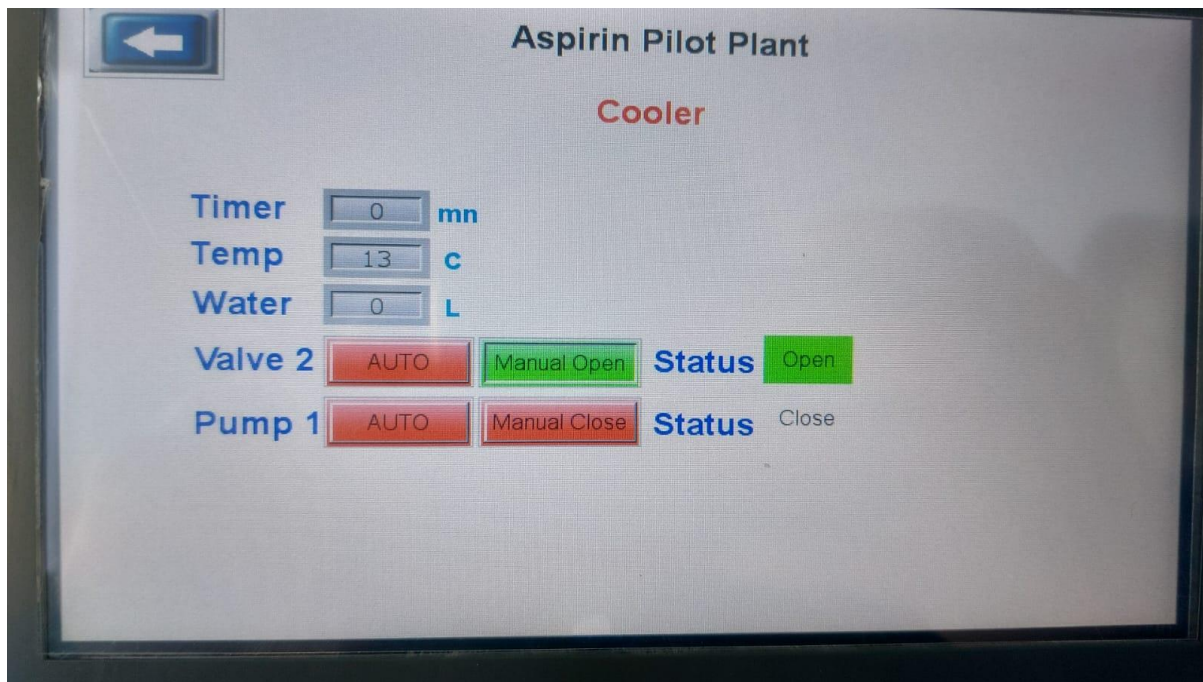 Aspirin Pilot Plant
Cooler
Timer 0 mn
Temp 13 C
Water 0 L
Valve 2 AUTO Manual Open Status Open
Pump 1 AUTO Manual Close Status Close